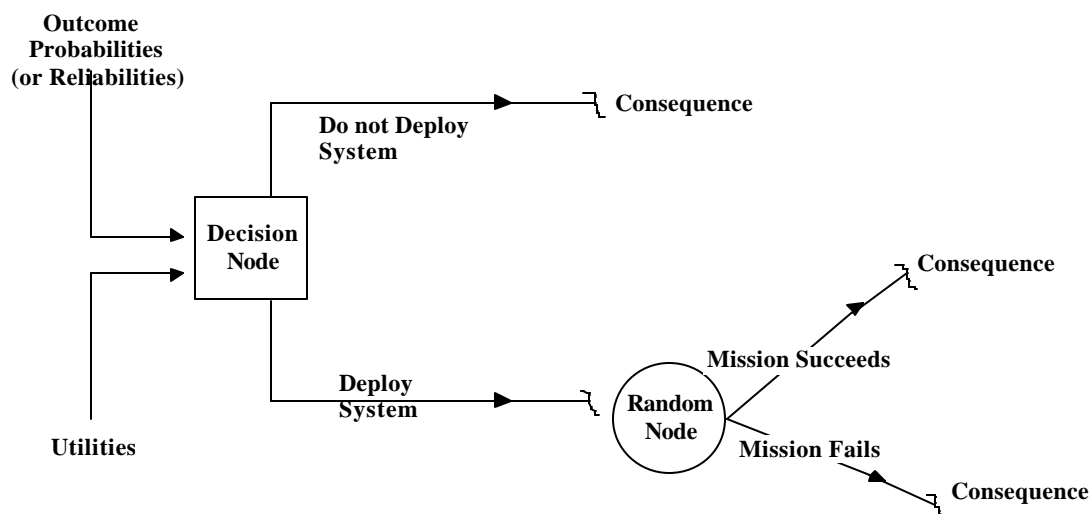 Outcome
Probabilities
(or Reliabilities)
Consequence
Do not Deploy
System
Decision
Node
Consequence
Mission Succeeds
Deploy
System
Random
Node
Mission Fails
Utilities
Consequence